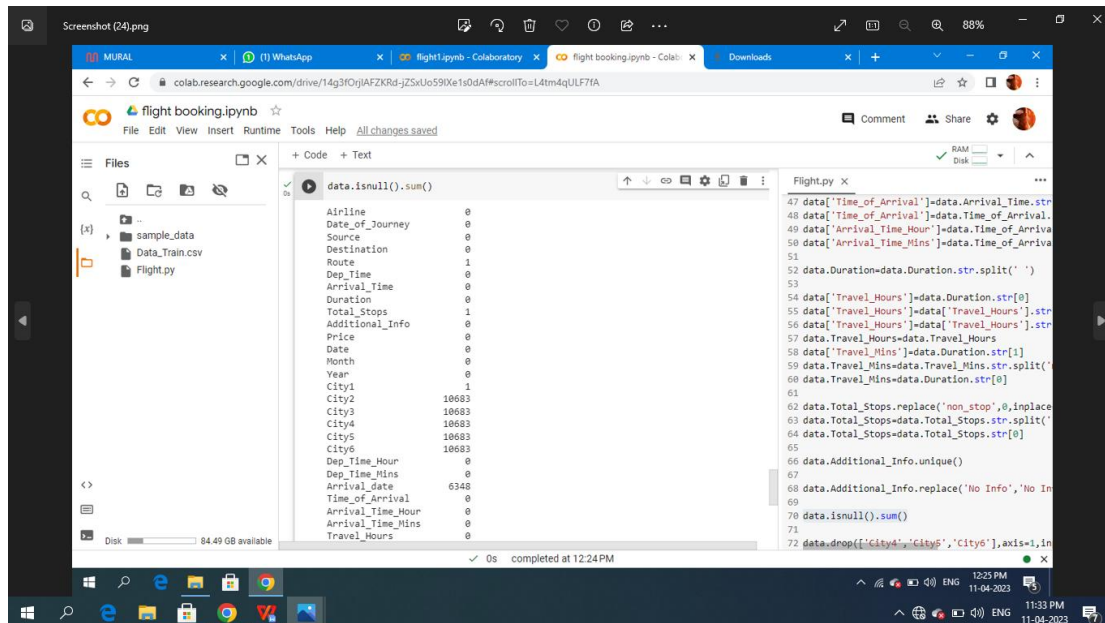 Screenshot (24).png
88%
MURAL
(1) WhatsApp
flight1.ipynb - Colaboratory
flight booking.ipynb - Colab
Downloads
colab.research.google.com/drive/14g3fOrjlAFZKRd-jZSxUo59lXe1s0dAf#scrollTo=L4tm4qULF7fA
flight booking.ipynb
Comment
Share
File Edit View Insert Runtime Tools Help All changes saved
Files
+ Code + Text
RAM
Disk
..
sample_data
Data_Train.csv
Flight.py
{x}
0s
data.isnull().sum()
Airline 0
Date_of_Journey 0
Source 0
Destination 0
Route 1
Dep_Time 0
Arrival_Time 0
Duration 0
Total_Stops 1
Additional_Info 0
Price 0
Date 0
Month 0
Year 0
City1 1
City2 10683
City3 10683
City4 10683
City5 10683
City6 10683
Dep_Time_Hour 0
Dep_Time_Mins 0
Arrival_date 6348
Time_of_Arrival 0
Arrival_Time_Hour 0
Arrival_Time_Mins 0
Travel_Hours 0
Flight.py
47 data['Time_of_Arrival']=data.Arrival_Time.str
48 data['Time_of_Arrival']=data.Time_of_Arrival.
49 data['Arrival_Time_Hour']=data.Time_of_Arriva
50 data['Arrival_Time_Mins']=data.Time_of_Arriva
51
52 data.Duration=data.Duration.str.split(' ')
53
54 data['Travel_Hours']=data.Duration.str[0]
55 data['Travel_Hours']=data['Travel_Hours'].str
56 data['Travel_Hours']=data['Travel_Hours'].str
57 data.Travel_Hours=data.Travel_Hours
58 data['Travel_Mins']=data.Duration.str[1]
59 data.Travel_Mins=data.Travel_Mins.str.split('
60 data.Travel_Mins=data.Duration.str[0]
61
62 data.Total_Stops.replace('non_stop',0,inplace
63 data.Total_Stops=data.Total_Stops.str.split('
64 data.Total_Stops=data.Total_Stops.str[0]
65
66 data.Additional_Info.unique()
67
68 data.Additional_Info.replace('No Info','No In
69
70 data.isnull().sum()
71
72 data.drop(['City4','City5','City6'],axis=1,in
Disk 84.49 GB available
0s completed at 12:24 PM
ENG
12:25 PM
11-04-2023
5
ENG
11:33 PM
11-04-2023
7